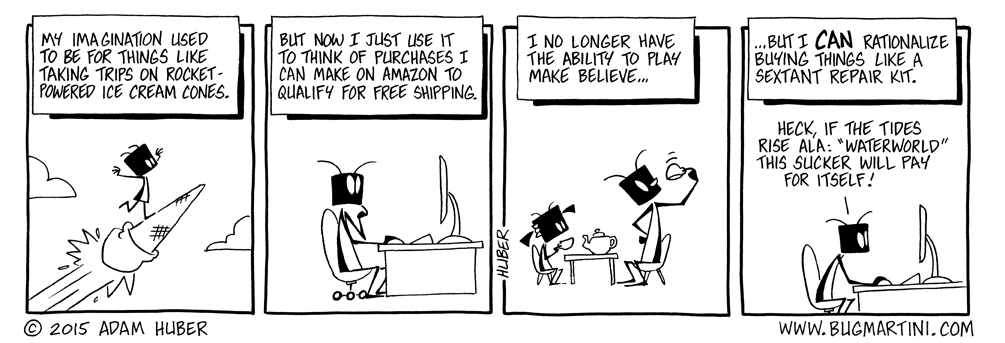 MY IMAGINATION USED
TO BE FOR THINGS LIKE
TAKING TRIPS ON ROCKET-
POWERED ICE CREAM CONES.
BUT NOW I JUST USE IT
TO THINK OF PURCHASES I
CAN MAKE ON AMAZON TO
QUALIFY FOR FREE SHIPPING.
I NO LONGER HAVE
THE ABILITY TO PLAY
MAKE BELIEVE...
HUBER
...BUT I CAN RATIONALIZE
BUYING THINGS LIKE A
SEXTANT REPAIR KIT.
HECK, IF THE TIDES
RISE ALA: "WATERWORLD"
THIS SUCKER WILL PAY
FOR ITSELF!
© 2015 ADAM HUBER
WWW.BUGMARTINI.COM